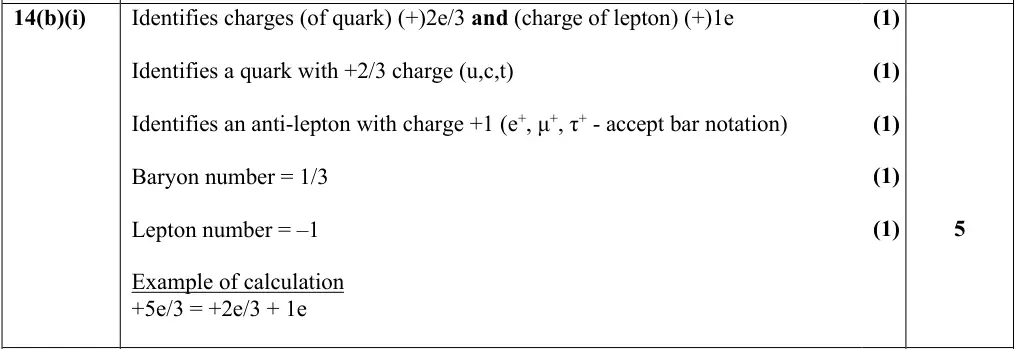 14(b)(i) Identifies charges (of quark) (+)2e/3 and (charge of lepton) (+)1e (1)
Identifies a quark with +2/3 charge (u,c,t) (1)
Identifies an anti-lepton with charge +1 (e⁺, μ⁺, τ⁺ - accept bar notation) (1)
Baryon number = 1/3 (1)
Lepton number = –1 (1) 5
Example of calculation
+5e/3 = +2e/3 + 1e